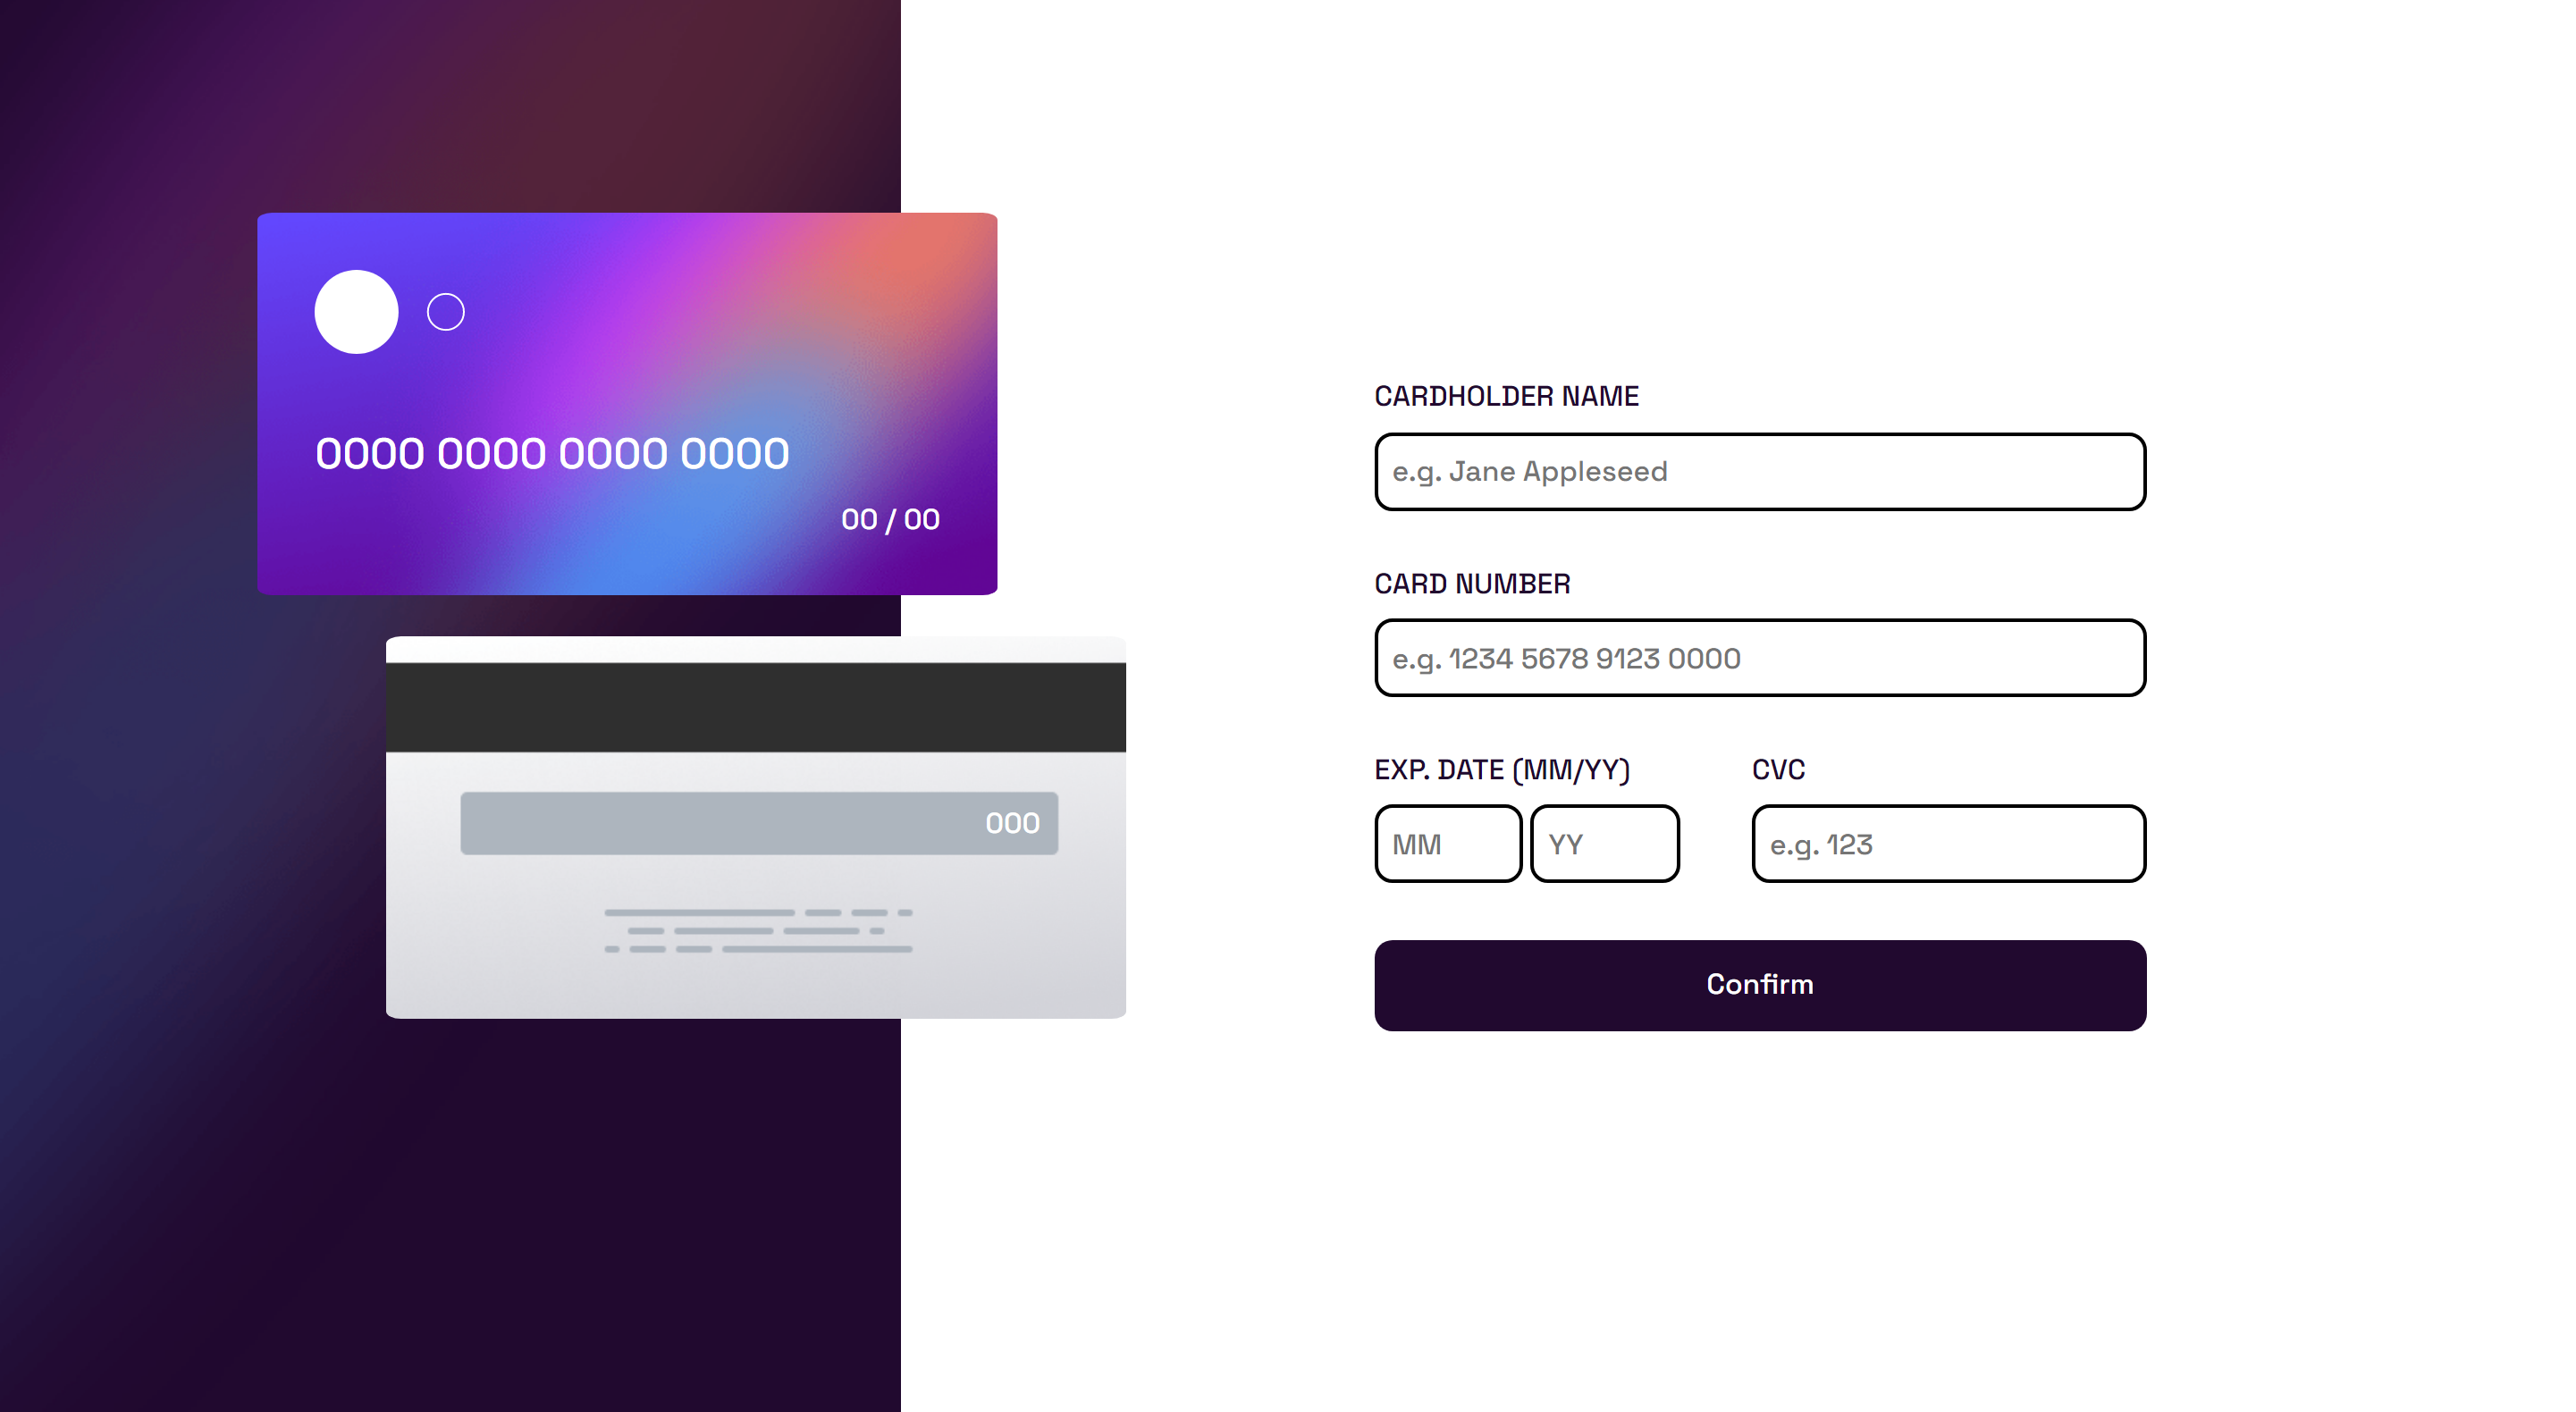 0000 0000 0000 0000
00 / 00
000
CARDHOLDER NAME
e.g. Jane Appleseed
CARD NUMBER
e.g. 1234 5678 9123 0000
EXP. DATE (MM/YY) CVC
MM YY e.g. 123
Confirm